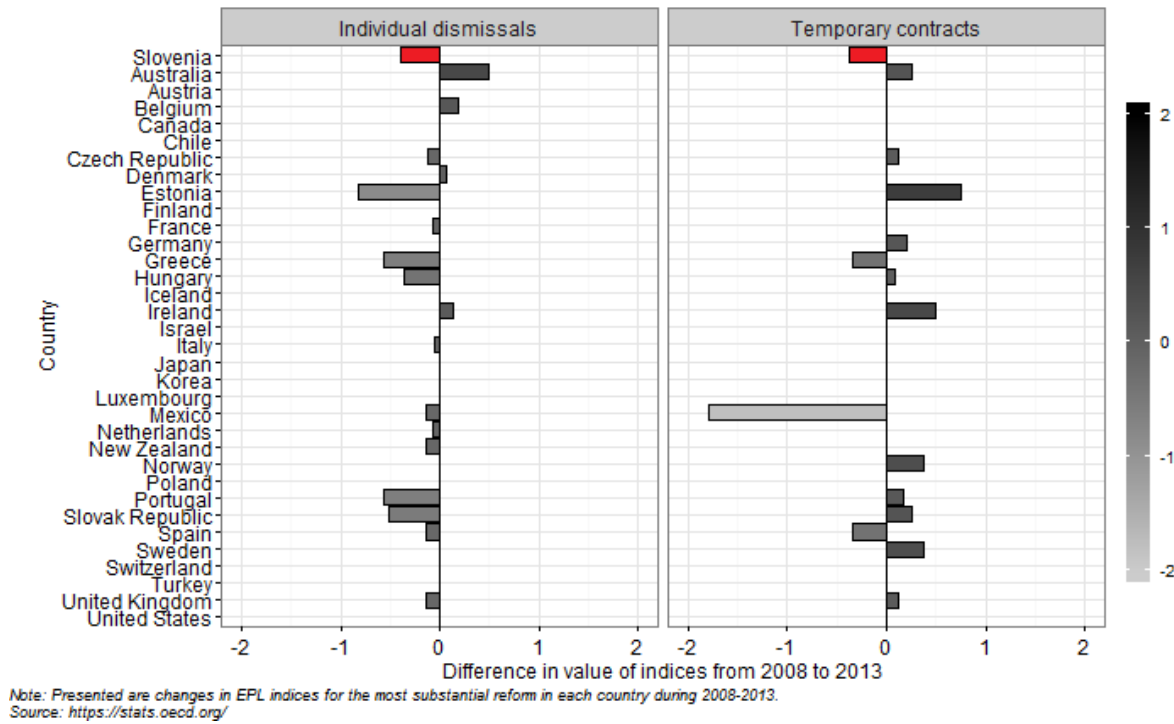 Individual dismissals
Temporary contracts
Country
Slovenia
Australia
Austria
Belgium
Canada
Chile
Czech Republic
Denmark
Estonia
Finland
France
Germany
Greece
Hungary
Iceland
Ireland
Israel
Italy
Japan
Korea
Luxembourg
Mexico
Netherlands
New Zealand
Norway
Poland
Portugal
Slovak Republic
Spain
Sweden
Switzerland
Turkey
United Kingdom
United States
-2 -1 0 1 2
-2 -1 0 1 2
Difference in value of indices from 2008 to 2013
2
1
0
-1
-2
Note: Presented are changes in EPL indices for the most substantial reform in each country during 2008-2013.
Source: https://stats.oecd.org/